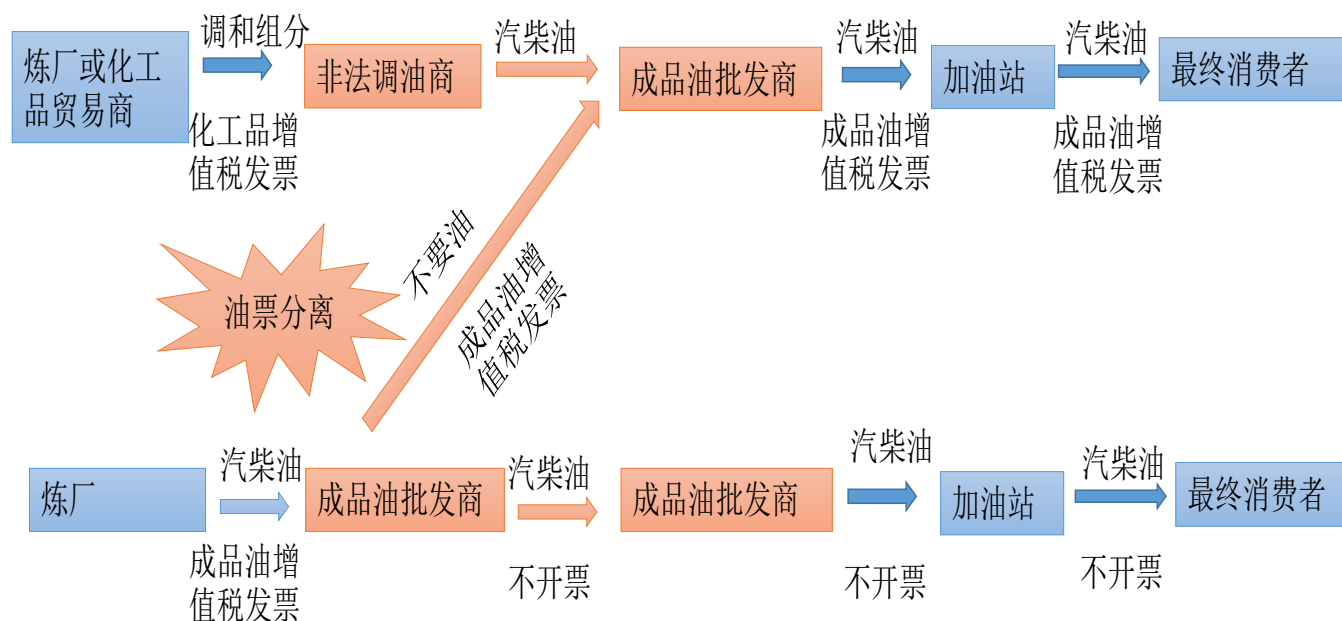 调和组分
汽柴油
汽柴油
汽柴油
炼厂或化工
品贸易商
非法调油商
成品油批发商
加油站
最终消费者
化工品增
值税发票
成品油增
值税发票
成品油增
值税发票
油票分离
不要油
成品油增
值税发票
汽柴油
汽柴油
汽柴油
汽柴油
炼厂
成品油批发商
成品油批发商
加油站
最终消费者
成品油增
值税发票
不开票
不开票
不开票